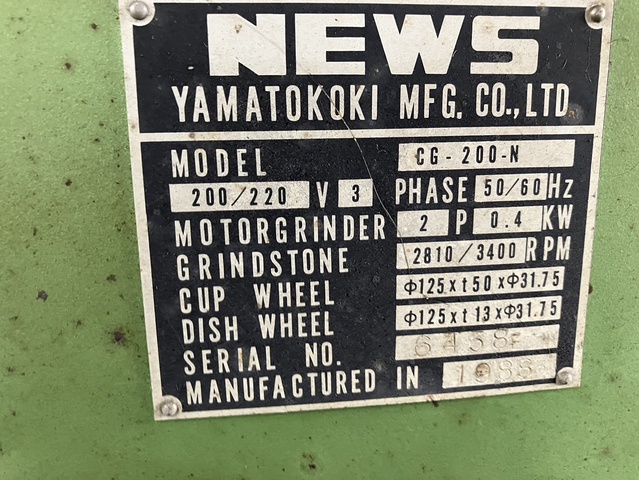 NEWS
YAMATOKOKI MFG. CO., LTD
MODEL CG-200-N
200/220 V 3 PHASE 50/60 Hz
MOTORGRINDER 2 P 0.4 KW
GRINDSTONE 2810/3400 RPM
CUP WHEEL Φ125xt50xΦ31.75
DISH WHEEL Φ125xt13xΦ31.75
SERIAL NO.
MANUFACTURED IN